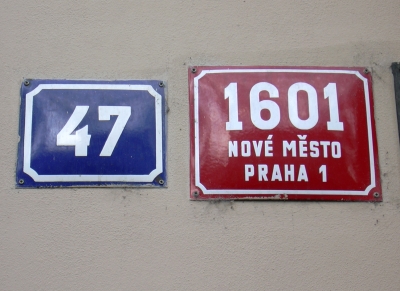 47
1601
NOVÉ MĚSTO
PRAHA 1